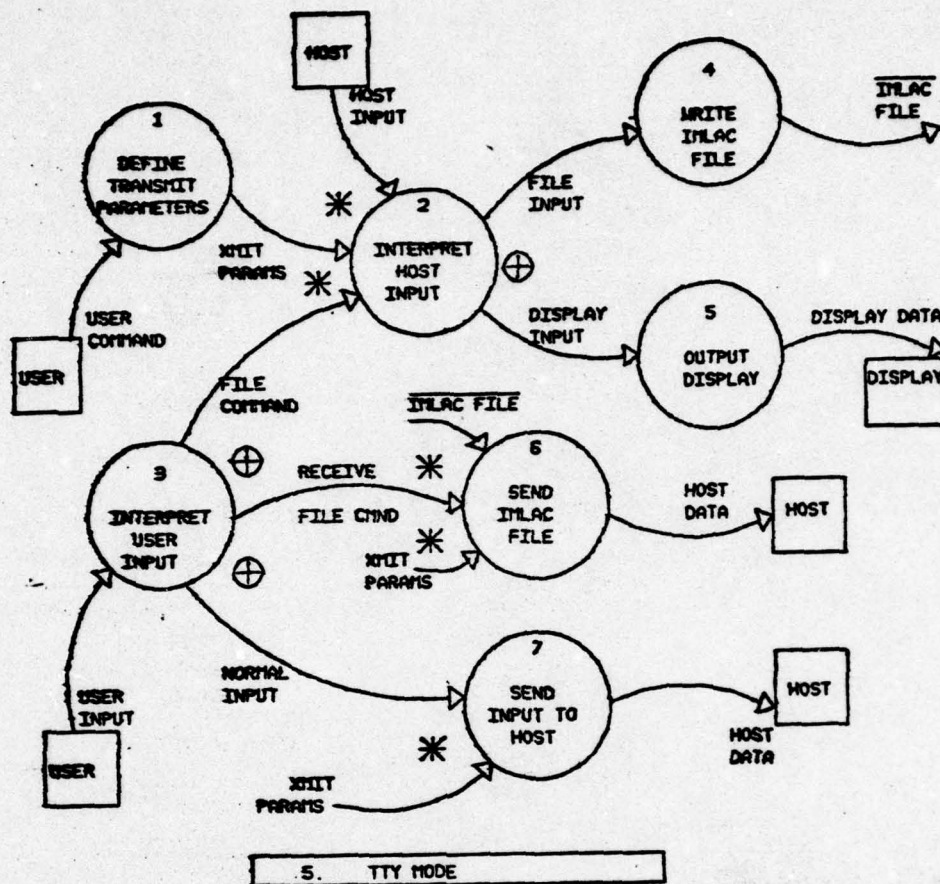 HOST
HOST
INPUT
1
DEFINE
TRANSMIT
PARAMETERS
XMIT
PARAMS
USER
COMMAND
USER
2
INTERPRET
HOST
INPUT
FILE
INPUT
4
WRITE
IMLAC
FILE
IMLAC
FILE
DISPLAY
INPUT
5
OUTPUT
DISPLAY
DISPLAY DATA
DISPLAY
FILE
COMMAND
3
INTERPRET
USER
INPUT
IMLAC FILE
RECEIVE
FILE CMND
XMIT
PARAMS
6
SEND
IMLAC
FILE
HOST
DATA
HOST
USER
INPUT
USER
NORMAL
INPUT
XMIT
PARAMS
7
SEND
INPUT TO
HOST
HOST
DATA
HOST
5. TTY MODE